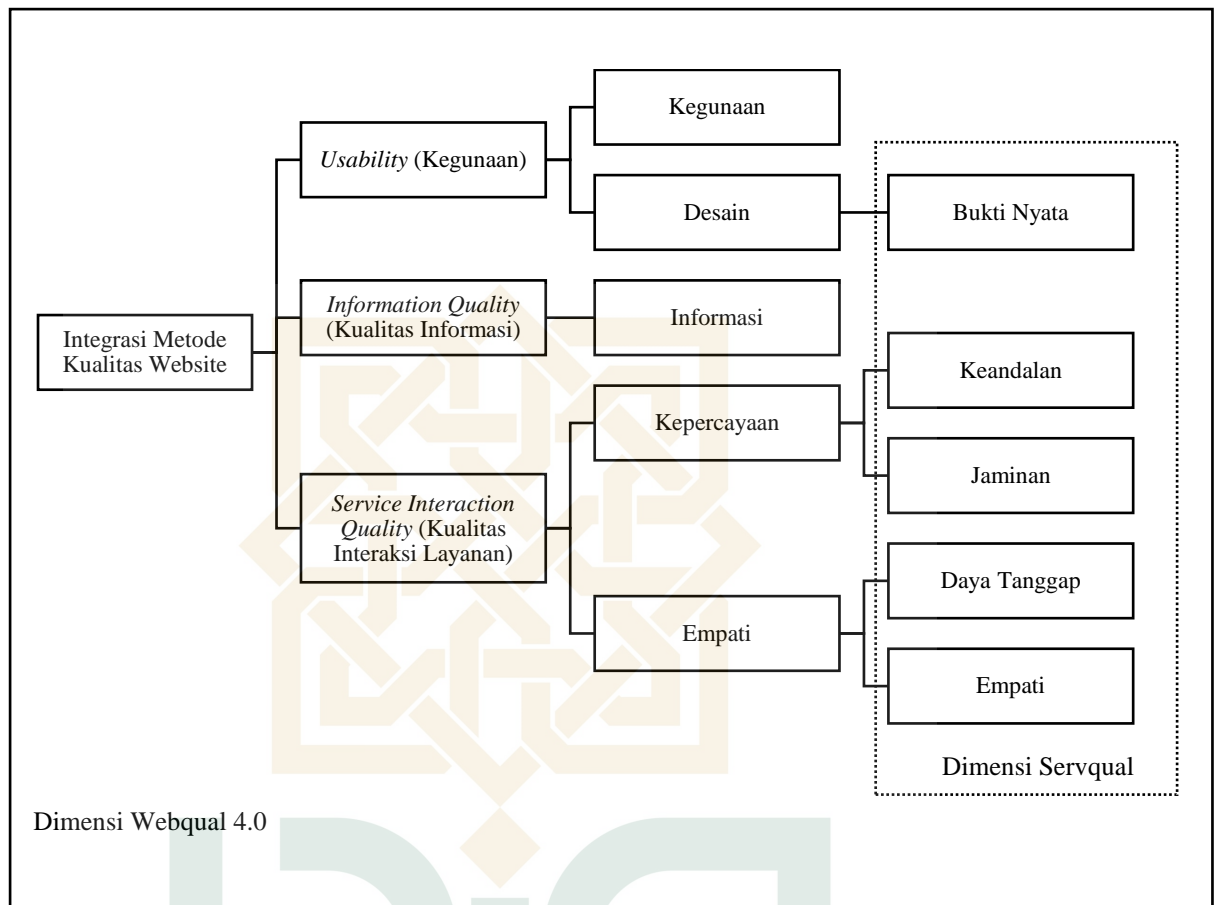 Kegunaan
Usability (Kegunaan)
Desain
Bukti Nyata
Information Quality
(Kualitas Informasi)
Informasi
Integrasi Metode
Kualitas Website
Keandalan
Kepercayaan
Jaminan
Service Interaction
Quality (Kualitas
Interaksi Layanan)
Daya Tanggap
Empati
Empati
Dimensi Servqual
Dimensi Webqual 4.0